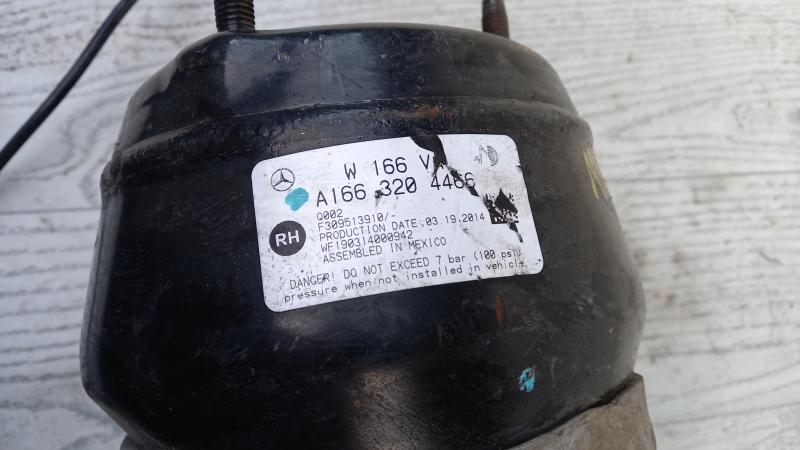 W 166
A166 320 4466
Q002
F309513910/-
PRODUCTION DATE: 03.19.2014
WF190314000942
ASSEMBLED IN MEXICO
RH
DANGER! DO NOT EXCEED 7 bar (100 psi)
pressure when not installed in vehicle.